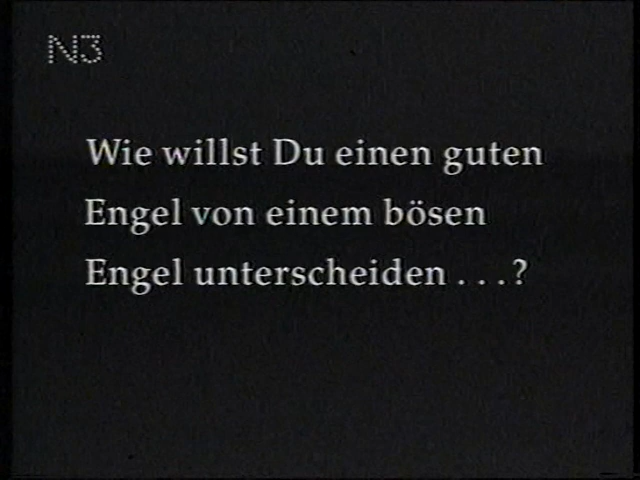 N3
Wie willst Du einen guten
Engel von einem bösen
Engel unterscheiden . . . ?